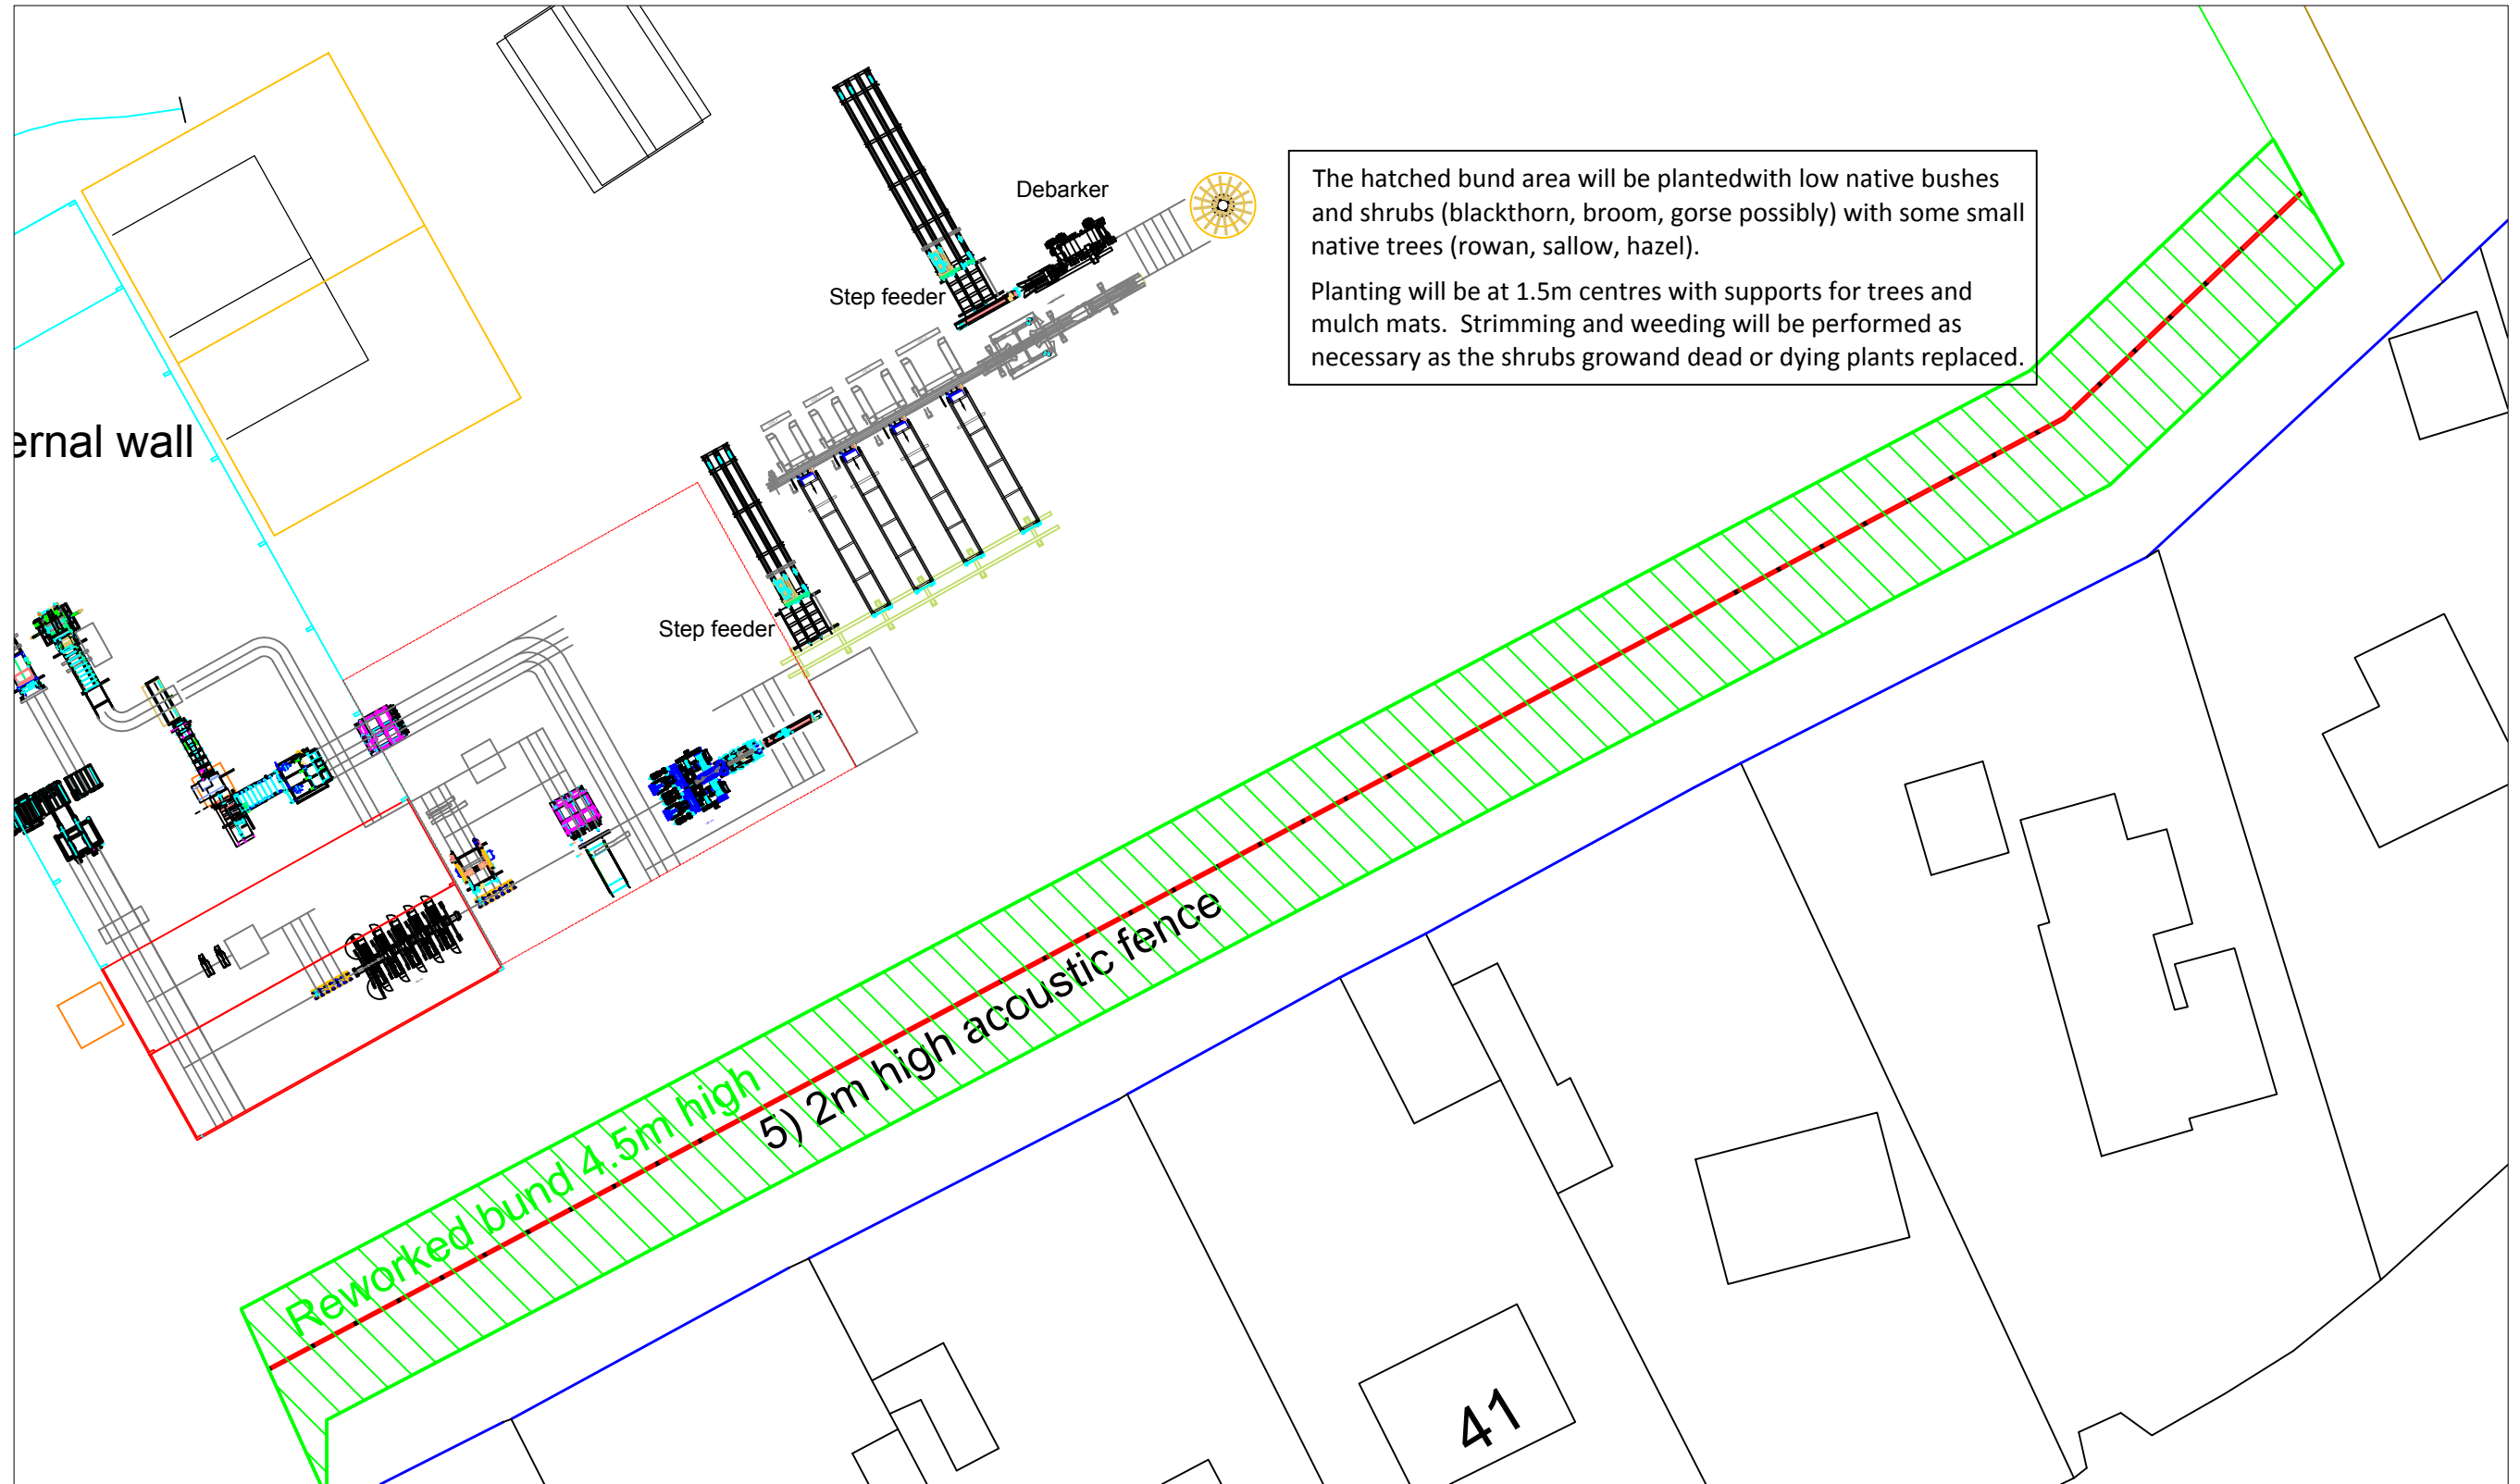 Debarker
The hatched bund area will be plantedwith low native bushes
and shrubs (blackthorn, broom, gorse possibly) with some small
native trees (rowan, sallow, hazel).
Planting will be at 1.5m centres with supports for trees and
mulch mats.  Strimming and weeding will be performed as
necessary as the shrubs growand dead or dying plants replaced.
Step feeder
ernal wall
Step feeder
Reworked bund 4.5m high
5) 2m high acoustic fence
41